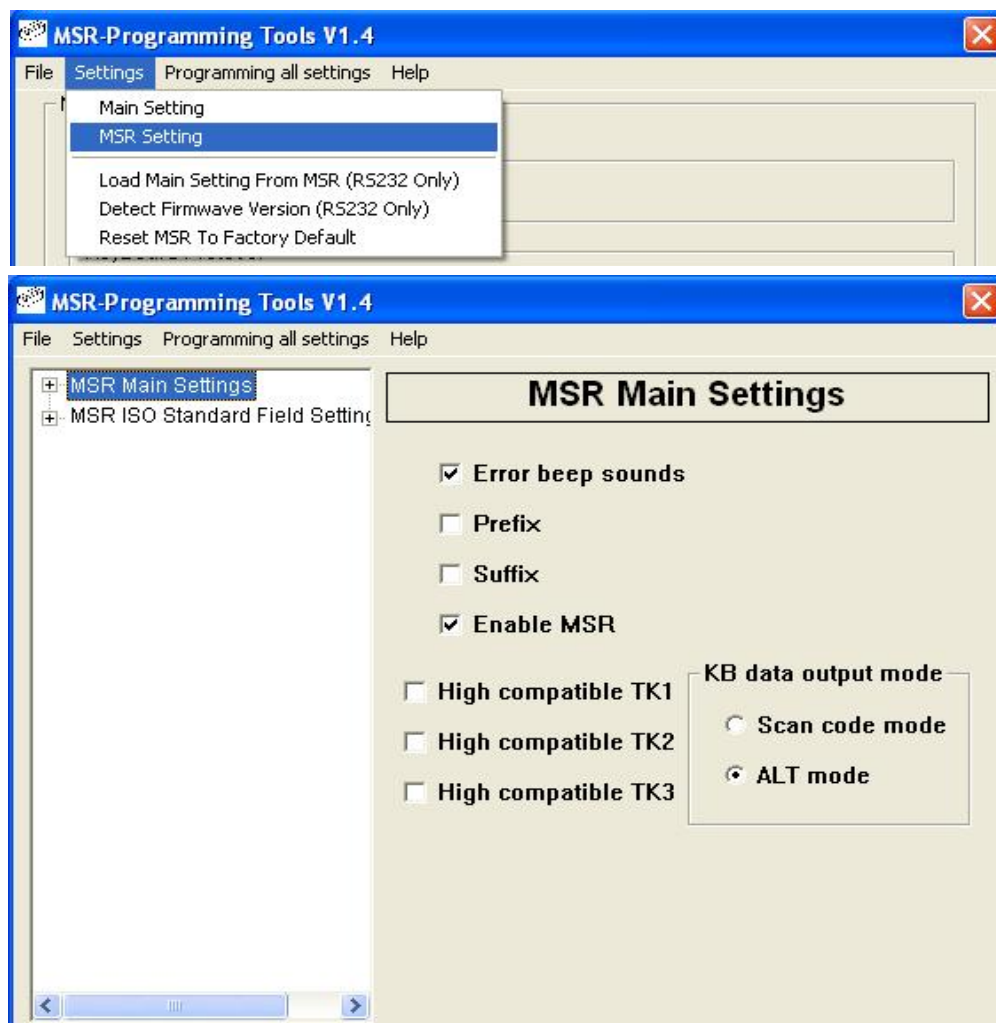 MSR-Programming Tools V1.4
File Settings Programming all settings Help
Main Setting
MSR Setting
Load Main Setting From MSR (RS232 Only)
Detect Firmwave Version (RS232 Only)
Reset MSR To Factory Default
MSR-Programming Tools V1.4
File Settings Programming all settings Help
MSR Main Settings
MSR ISO Standard Field Setting
MSR Main Settings
Error beep sounds
Prefix
Suffix
Enable MSR
High compatible TK1
High compatible TK2
High compatible TK3
KB data output mode
Scan code mode
ALT mode